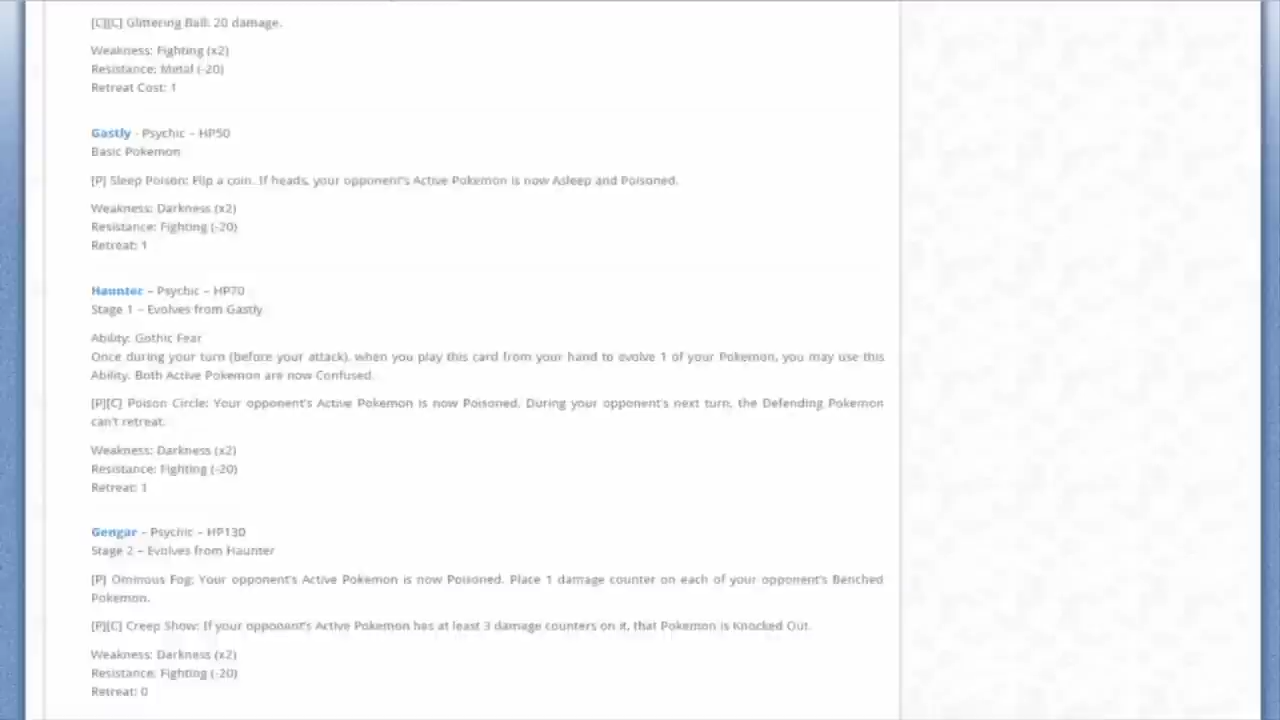 [C][C] Glittering Ball: 20 damage.
Weakness: Fighting (x2)
Resistance: Metal (-20)
Retreat Cost: 1
Gastly - Psychic – HP50
Basic Pokemon
[P] Sleep Poison: Flip a coin. If heads, your opponent's Active Pokemon is now Asleep and Poisoned.
Weakness: Darkness (x2)
Resistance: Fighting (-20)
Retreat: 1
Haunter – Psychic – HP70
Stage 1 – Evolves from Gastly
Ability: Gothic Fear
Once during your turn (before your attack), when you play this card from your hand to evolve 1 of your Pokemon, you may use this
Ability. Both Active Pokemon are now Confused.
[P][C] Poison Circle: Your opponent's Active Pokemon is now Poisoned. During your opponent's next turn, the Defending Pokemon
can't retreat.
Weakness: Darkness (x2)
Resistance: Fighting (-20)
Retreat: 1
Gengar – Psychic – HP130
Stage 2 – Evolves from Haunter
[P] Ominous Fog: Your opponent's Active Pokemon is now Poisoned. Place 1 damage counter on each of your opponent's Benched
Pokemon.
[P][C] Creep Show: If your opponant's Active Pokemon has at least 3 damage counters on it, that Pokemon is Knocked Out.
Weakness: Darkness (x2)
Resistance: Fighting (-20)
Retreat: 0